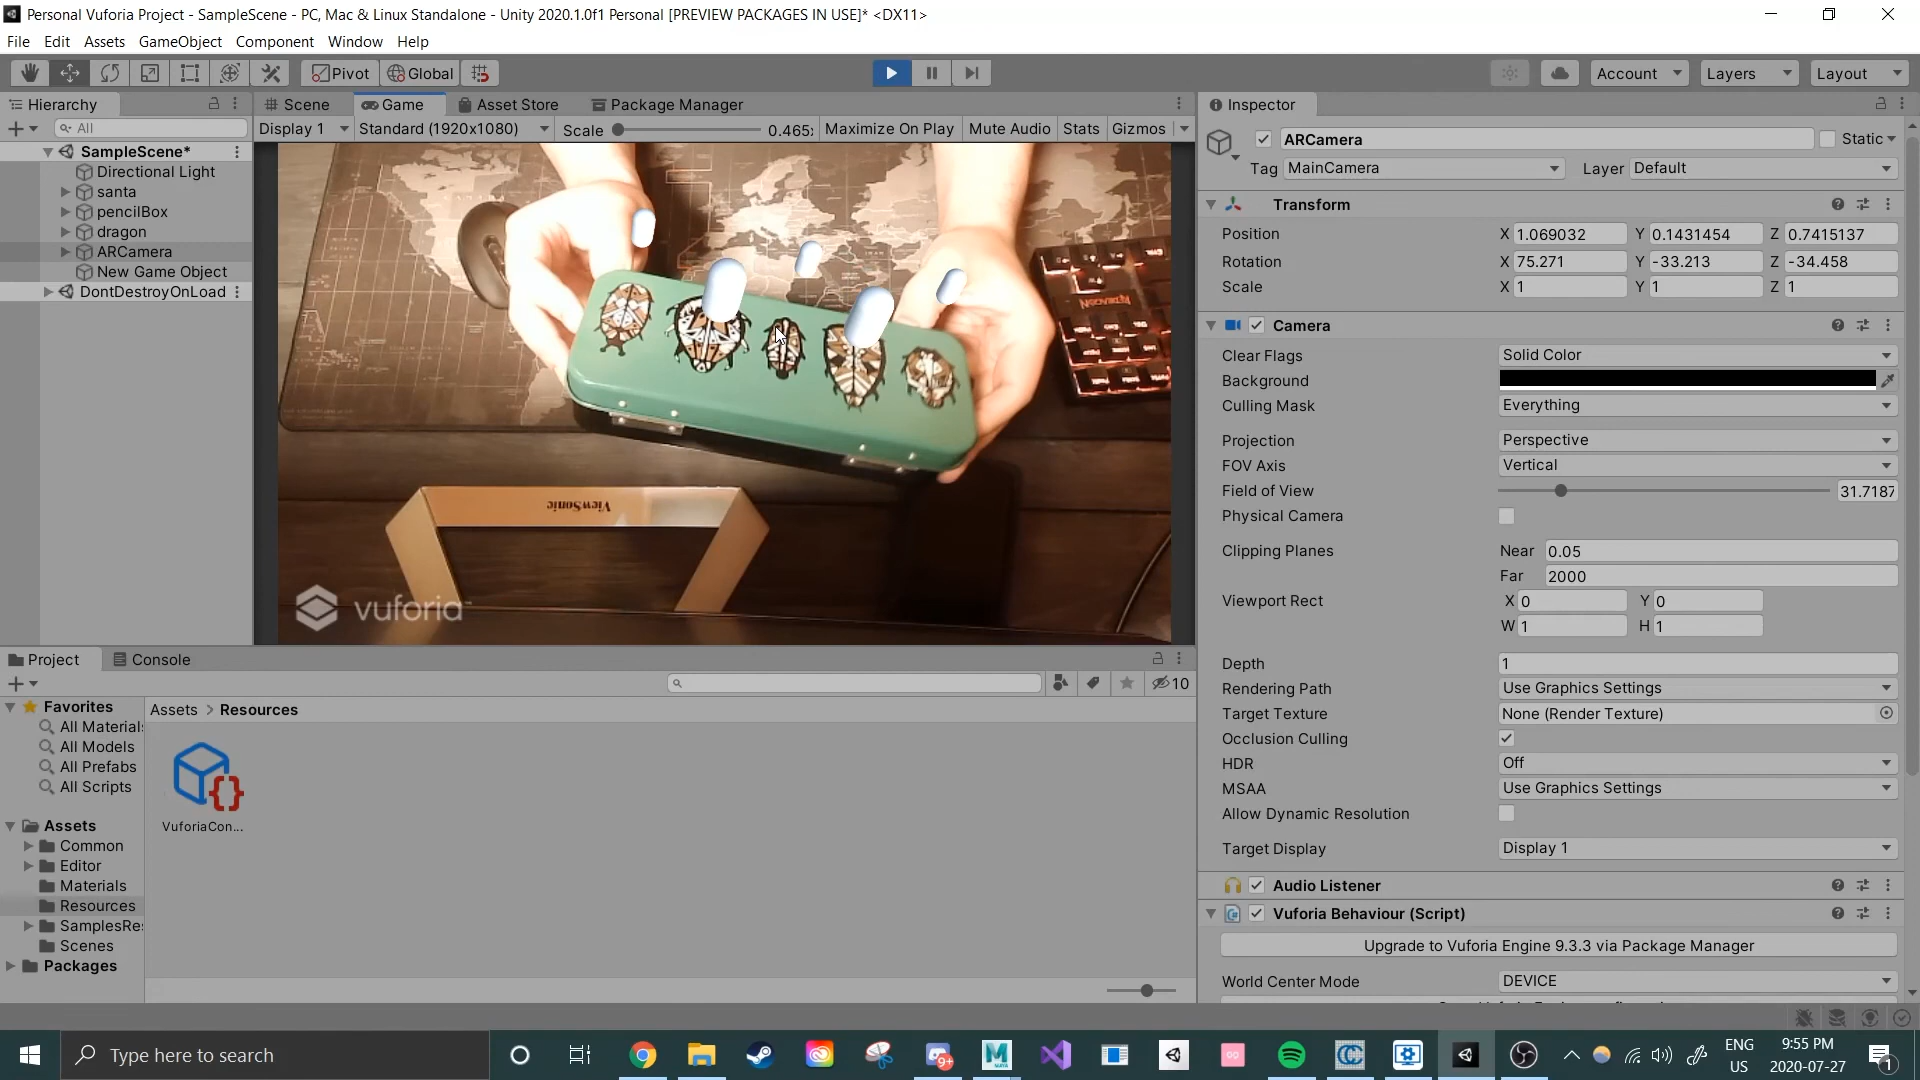 Personal Vuforia Project - SampleScene - PC, Mac & Linux Standalone - Unity 2020.1.0f1 Personal [PREVIEW PACKAGES IN USE]* <DX11>
File Edit Assets GameObject Component Window Help
Pivot Global Account Layers Layout
Hierarchy
All
SampleScene*
Directional Light
santa
pencilBox
dragon
ARCamera
New Game Object
DontDestroyOnLoad
Scene Game Asset Store Package Manager
Display 1 Standard (1920x1080) Scale 0.465: Maximize On Play Mute Audio Stats Gizmos
REDRAGON
ViewSonic
vuforia™
Inspector
ARCamera Static
Tag MainCamera Layer Default
Transform
Position X 1.069032 Y 0.1431454 Z 0.7415137
Rotation X 75.271 Y -33.213 Z -34.458
Scale X 1 Y 1 Z 1
Camera
Clear Flags Solid Color
Background
Culling Mask Everything
Projection Perspective
FOV Axis Vertical
Field of View 31.7187
Physical Camera
Clipping Planes Near 0.05
Far 2000
Viewport Rect X 0 Y 0
W 1 H 1
Depth 1
Rendering Path Use Graphics Settings
Target Texture None (Render Texture)
Occlusion Culling
HDR Off
MSAA Use Graphics Settings
Allow Dynamic Resolution
Target Display Display 1
Audio Listener
Vuforia Behaviour (Script)
Upgrade to Vuforia Engine 9.3.3 via Package Manager
World Center Mode DEVICE
Project Console
10
Favorites
All Materials
All Models
All Prefabs
All Scripts
Assets
Common
Editor
Materials
Resources
SamplesRes
Scenes
Packages
Assets > Resources
VuforiaCon...
Type here to search
9+
ENG
US
9:55 PM
2020-07-27
1